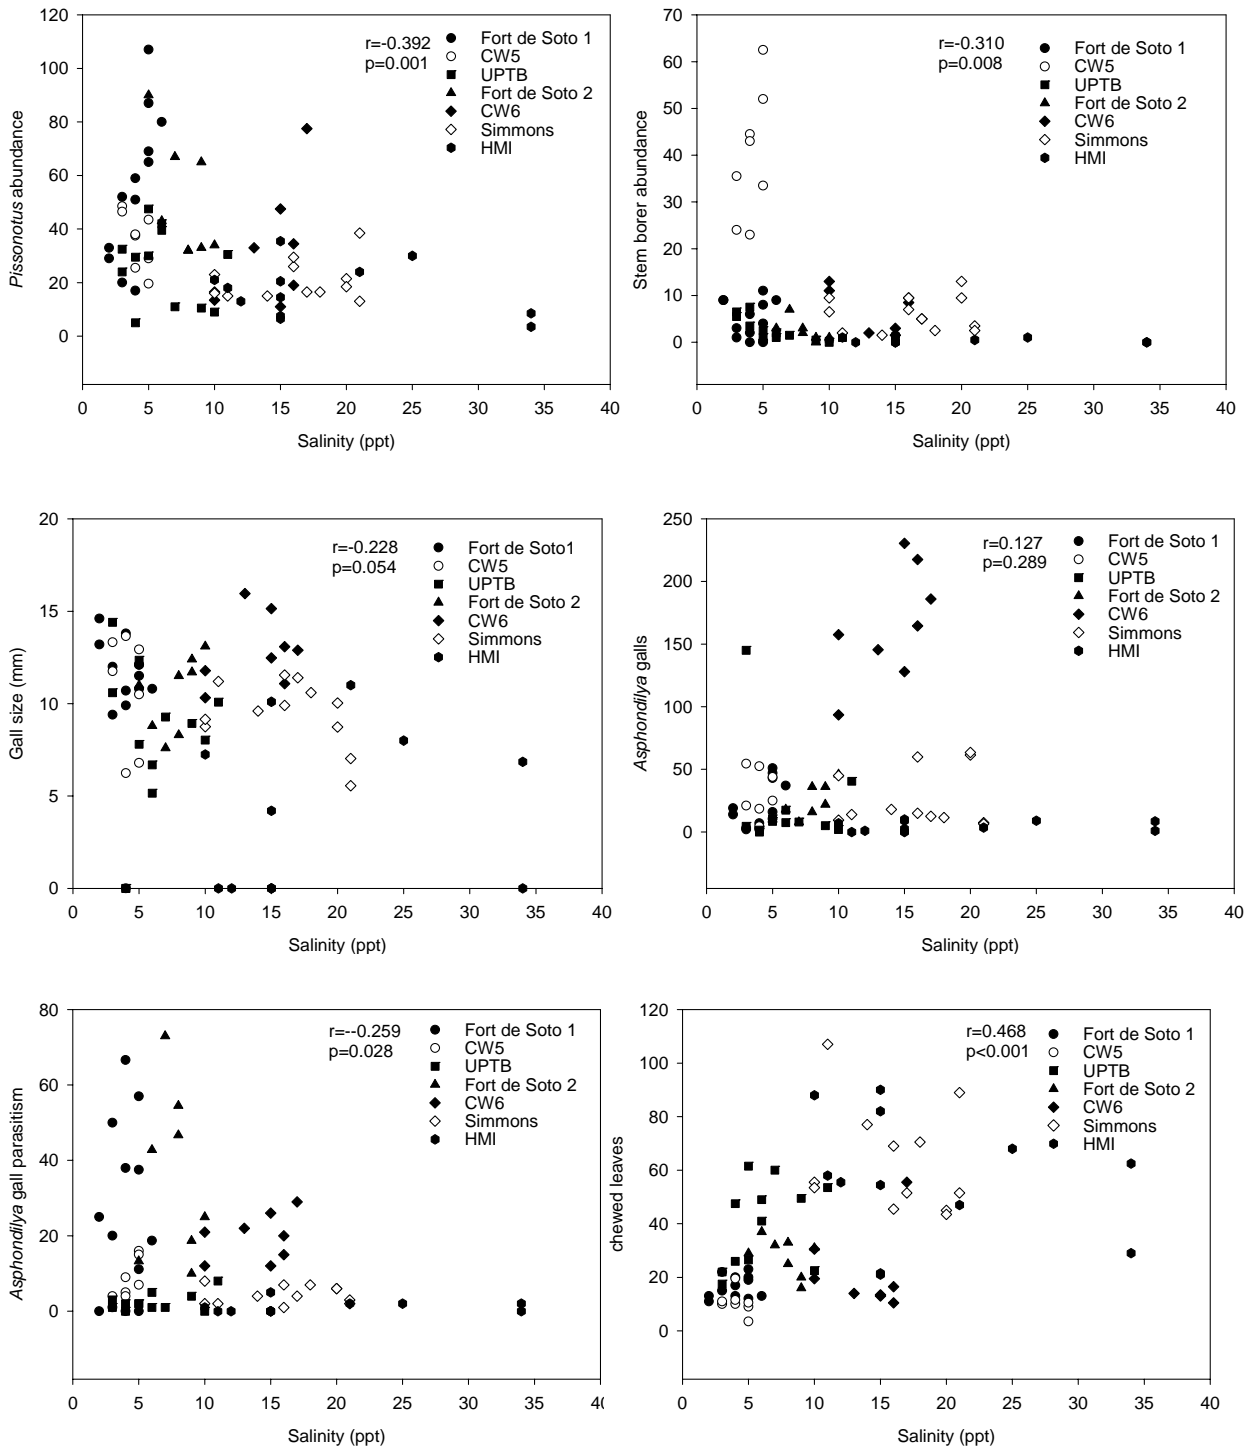 120
100
80
60
40
20
0
Pissonotus abundance
r=-0.392
p=0.001
Fort de Soto 1
CW5
UPTB
Fort de Soto 2
CW6
Simmons
HMI
0 5 10 15 20 25 30 35 40
Salinity (ppt)
70
60
50
40
30
20
10
0
Stem borer abundance
r=-0.310
p=0.008
Fort de Soto 1
CW5
UPTB
Fort de Soto 2
CW6
Simmons
HMI
0 5 10 15 20 25 30 35 40
Salinity (ppt)
20
15
10
5
0
Gall size (mm)
r=-0.228
p=0.054
Fort de Soto1
CW5
UPTB
Fort de Soto 2
CW6
Simmons
HMI
0 5 10 15 20 25 30 35 40
Salinity (ppt)
250
200
150
100
50
0
Asphondilya galls
r=0.127
p=0.289
Fort de Soto 1
CW5
UPTB
Fort de Soto 2
CW6
Simmons
HMI
0 5 10 15 20 25 30 35 40
Salinity (ppt)
80
60
40
20
0
Asphondilya gall parasitism
r=--0.259
p=0.028
Fort de Soto 1
CW5
UPTB
Fort de Soto 2
CW6
Simmons
HMI
0 5 10 15 20 25 30 35 40
Salinity (ppt)
120
100
80
60
40
20
0
chewed leaves
r=0.468
p<0.001
Fort de Soto 1
CW5
UPTB
Fort de Soto 2
CW6
Simmons
HMI
0 5 10 15 20 25 30 35 40
Salinity (ppt)